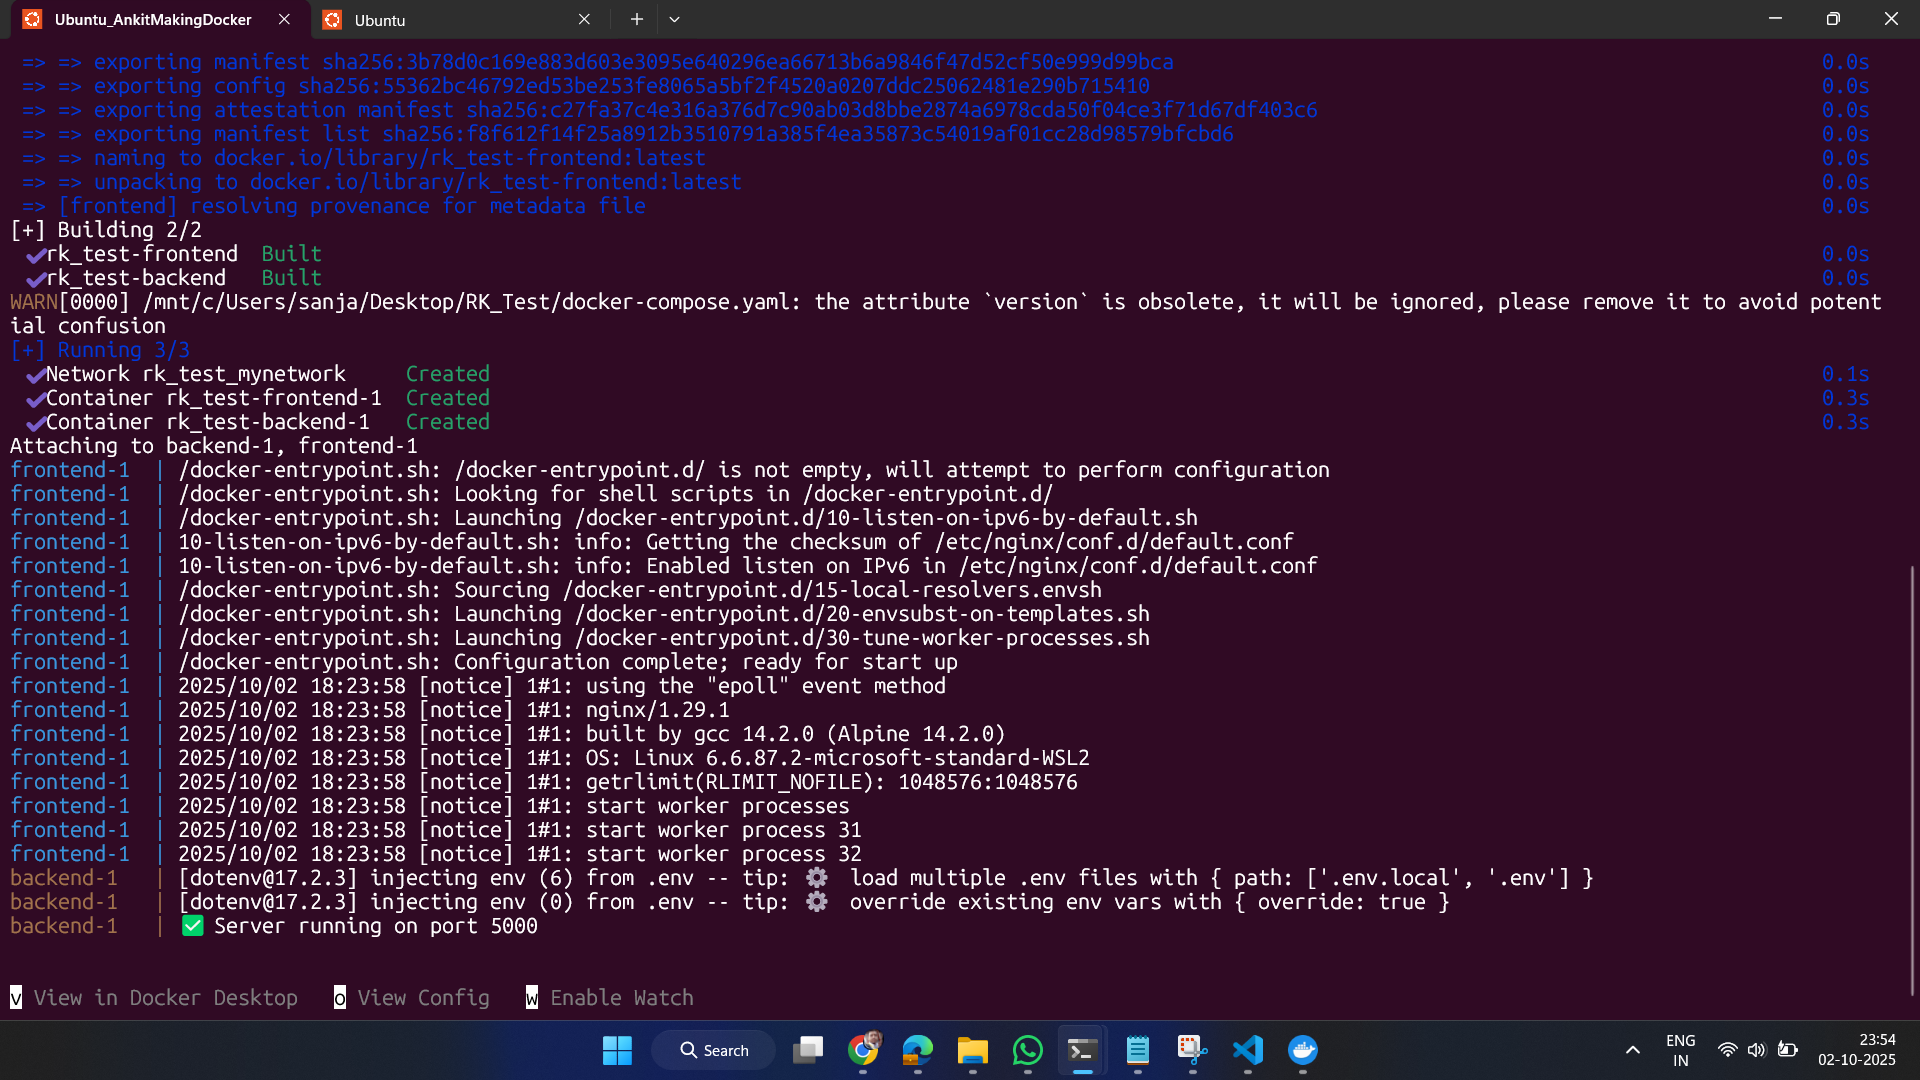 Ubuntu_AnkitMakingDocker
Ubuntu
=> => exporting manifest sha256:3b78d0c169e883d603e3095e640296ea66713b6a9846f47d52cf50e999d99bca 0.0s
=> => exporting config sha256:55362bc46792ed53be253fe8065a5bf2f4520a0207ddc25062481e290b715410 0.0s
=> => exporting attestation manifest sha256:c27fa37c4e316a376d7c90ab03d8bbe2874a6978cda50f04ce3f71d67df403c6 0.0s
=> => exporting manifest list sha256:f8f612f14f25a8912b3510791a385f4ea35873c54019af01cc28d98579bfcbd6 0.0s
=> => naming to docker.io/library/rk_test-frontend:latest 0.0s
=> => unpacking to docker.io/library/rk_test-frontend:latest 0.0s
=> [frontend] resolving provenance for metadata file 0.0s
[+] Building 2/2
✔rk_test-frontend Built 0.0s
✔rk_test-backend Built 0.0s
WARN[0000] /mnt/c/Users/sanja/Desktop/RK_Test/docker-compose.yaml: the attribute `version` is obsolete, it will be ignored, please remove it to avoid potent
ial confusion
[+] Running 3/3
✔Network rk_test_mynetwork Created 0.1s
✔Container rk_test-frontend-1 Created 0.3s
✔Container rk_test-backend-1 Created 0.3s
Attaching to backend-1, frontend-1
frontend-1 | /docker-entrypoint.sh: /docker-entrypoint.d/ is not empty, will attempt to perform configuration
frontend-1 | /docker-entrypoint.sh: Looking for shell scripts in /docker-entrypoint.d/
frontend-1 | /docker-entrypoint.sh: Launching /docker-entrypoint.d/10-listen-on-ipv6-by-default.sh
frontend-1 | 10-listen-on-ipv6-by-default.sh: info: Getting the checksum of /etc/nginx/conf.d/default.conf
frontend-1 | 10-listen-on-ipv6-by-default.sh: info: Enabled listen on IPv6 in /etc/nginx/conf.d/default.conf
frontend-1 | /docker-entrypoint.sh: Sourcing /docker-entrypoint.d/15-local-resolvers.envsh
frontend-1 | /docker-entrypoint.sh: Launching /docker-entrypoint.d/20-envsubst-on-templates.sh
frontend-1 | /docker-entrypoint.sh: Launching /docker-entrypoint.d/30-tune-worker-processes.sh
frontend-1 | /docker-entrypoint.sh: Configuration complete; ready for start up
frontend-1 | 2025/10/02 18:23:58 [notice] 1#1: using the "epoll" event method
frontend-1 | 2025/10/02 18:23:58 [notice] 1#1: nginx/1.29.1
frontend-1 | 2025/10/02 18:23:58 [notice] 1#1: built by gcc 14.2.0 (Alpine 14.2.0)
frontend-1 | 2025/10/02 18:23:58 [notice] 1#1: OS: Linux 6.6.87.2-microsoft-standard-WSL2
frontend-1 | 2025/10/02 18:23:58 [notice] 1#1: getrlimit(RLIMIT_NOFILE): 1048576:1048576
frontend-1 | 2025/10/02 18:23:58 [notice] 1#1: start worker processes
frontend-1 | 2025/10/02 18:23:58 [notice] 1#1: start worker process 31
frontend-1 | 2025/10/02 18:23:58 [notice] 1#1: start worker process 32
backend-1 | [dotenv@17.2.3] injecting env (6) from .env -- tip: ⚙️ load multiple .env files with { path: ['.env.local', '.env'] }
backend-1 | [dotenv@17.2.3] injecting env (0) from .env -- tip: ⚙️ override existing env vars with { override: true }
backend-1 | ✅ Server running on port 5000
v View in Docker Desktop o View Config w Enable Watch
Search
ENG
IN
23:54
02-10-2025